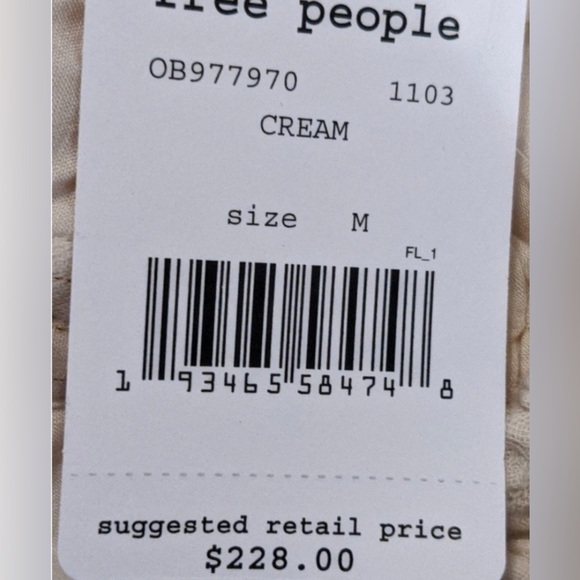 free people
OB977970 1103
CREAM
size M
FL_1
1 93465 58474 8
suggested retail price
$228.00